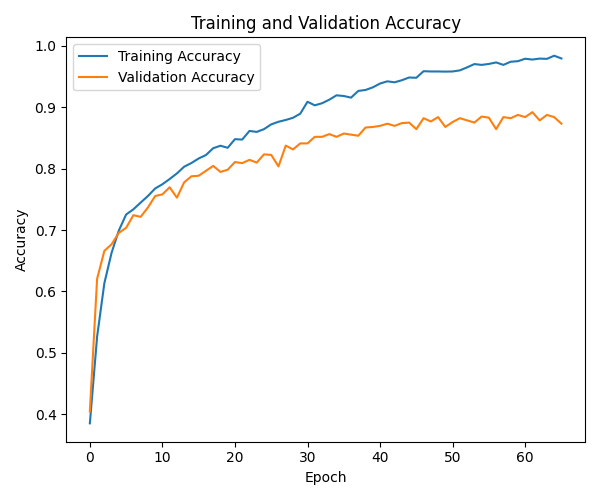 Training and Validation Accuracy
Training Accuracy
Validation Accuracy
1.0
0.9
0.8
0.7
0.6
0.5
0.4
Accuracy
0 10 20 30 40 50 60
Epoch